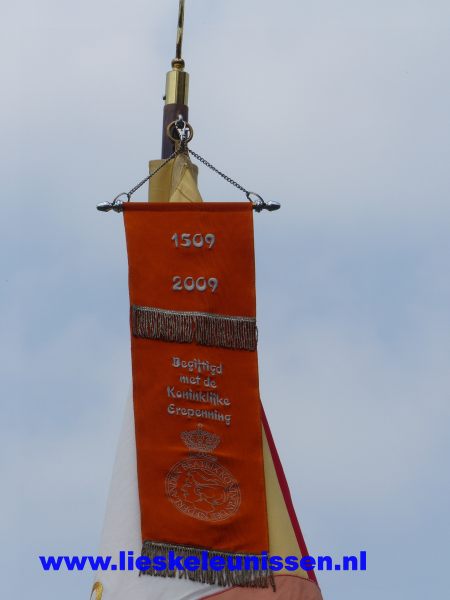 1509
2009
Begiftigd
met de
Koninklijke
Erepenning
www.lieskeleunissen.nl